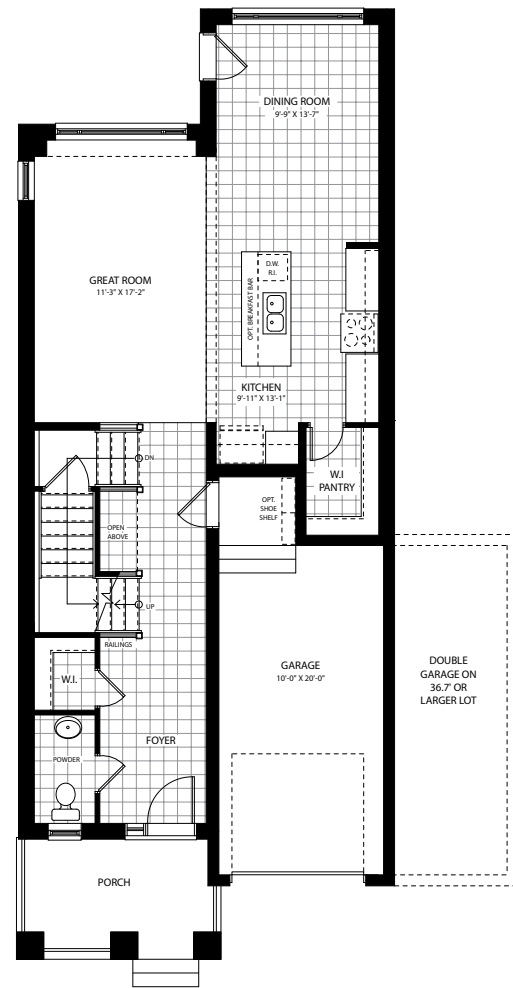 DINING ROOM
9'-9" X 13'-7"
D.W.
R.I.
OPT. BREAKFAST BAR
GREAT ROOM
11'-3" X 17'-2"
KITCHEN
9'-11" X 13'-1"
DN
W.I
PANTRY
OPT.
SHOE
SHELF
OPEN
ABOVE
UP
RAILINGS
W.I.
GARAGE
10'-0" X 20'-0"
DOUBLE
GARAGE ON
36.7' OR
LARGER LOT
FOYER
POWDER
PORCH